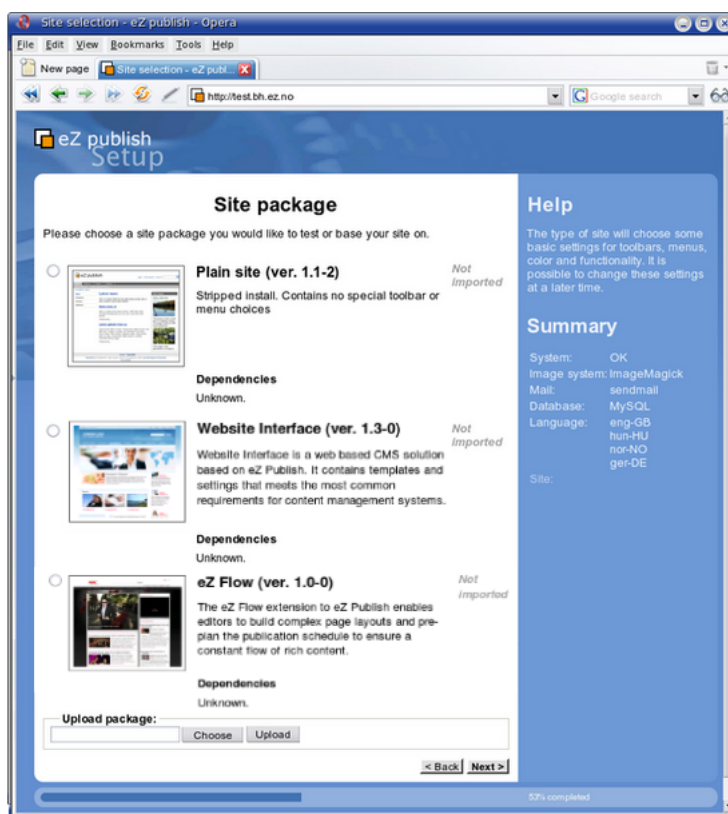 Site selection - eZ publish - Opera
File Edit View Bookmarks Tools Help
New page Site selection - eZ publ...
http://test.bh.ez.no Google search
eZ publish
Setup
Site package
Please choose a site package you would like to test or base your site on.
Plain site (ver. 1.1-2)
Not
Imported
Stripped install. Contains no special toolbar or
menu choices
Dependencies
Unknown.
Website Interface (ver. 1.3-0)
Not
Imported
Website Interface is a web based CMS solution
based on eZ Publish. It contains templates and
settings that meets the most common
requirements for content management systems.
Dependencies
Unknown.
eZ Flow (ver. 1.0-0)
Not
imported
The eZ Flow extension to eZ Publish enables
editors to build complex page layouts and pre-
plan the publication schedule to ensure a
constant flow of rich content.
Dependencies
Unknown.
Upload package:
Choose Upload
< Back Next >
Help
The type of site will choose some
basic settings for toolbars, menus,
color and functionality. It is
possible to change these settings
at a later time.
Summary
System: OK
Image system: ImageMagick
Mail: sendmail
Database: MySQL
Language: eng-GB
hun-HU
nor-NO
ger-DE
Site:
53% completed